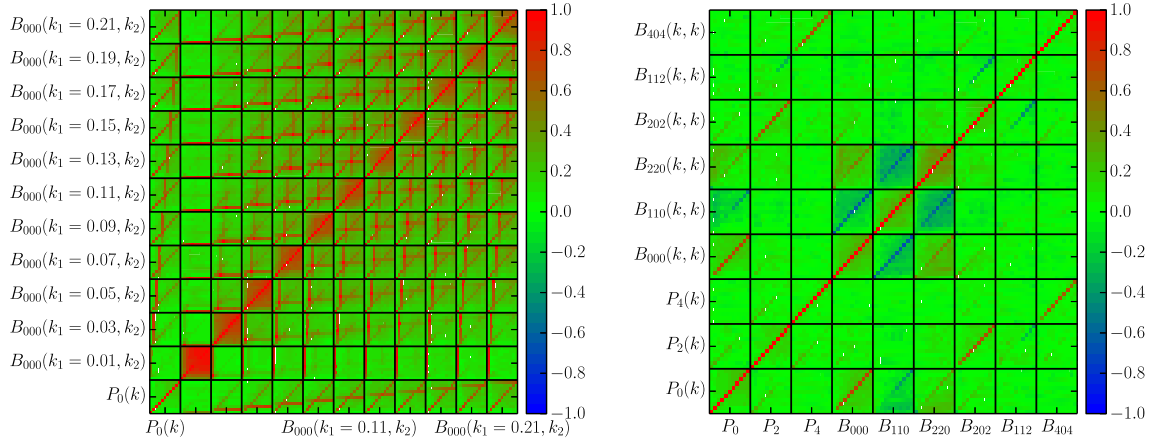 B₀₀₀(k₁ = 0.21, k₂)
B₀₀₀(k₁ = 0.19, k₂)
B₀₀₀(k₁ = 0.17, k₂)
B₀₀₀(k₁ = 0.15, k₂)
B₀₀₀(k₁ = 0.13, k₂)
B₀₀₀(k₁ = 0.11, k₂)
B₀₀₀(k₁ = 0.09, k₂)
B₀₀₀(k₁ = 0.07, k₂)
B₀₀₀(k₁ = 0.05, k₂)
B₀₀₀(k₁ = 0.03, k₂)
B₀₀₀(k₁ = 0.01, k₂)
P₀(k)
P₀(k) B₀₀₀(k₁ = 0.11, k₂) B₀₀₀(k₁ = 0.21, k₂)
1.0
0.8
0.6
0.4
0.2
0.0
−0.2
−0.4
−0.6
−0.8
−1.0
B₄₀₄(k, k)
B₁₁₂(k, k)
B₂₀₂(k, k)
B₂₂₀(k, k)
B₁₁₀(k, k)
B₀₀₀(k, k)
P₄(k)
P₂(k)
P₀(k)
P₀ P₂ P₄ B₀₀₀ B₁₁₀ B₂₂₀ B₂₀₂ B₁₁₂ B₄₀₄
1.0
0.8
0.6
0.4
0.2
0.0
−0.2
−0.4
−0.6
−0.8
−1.0